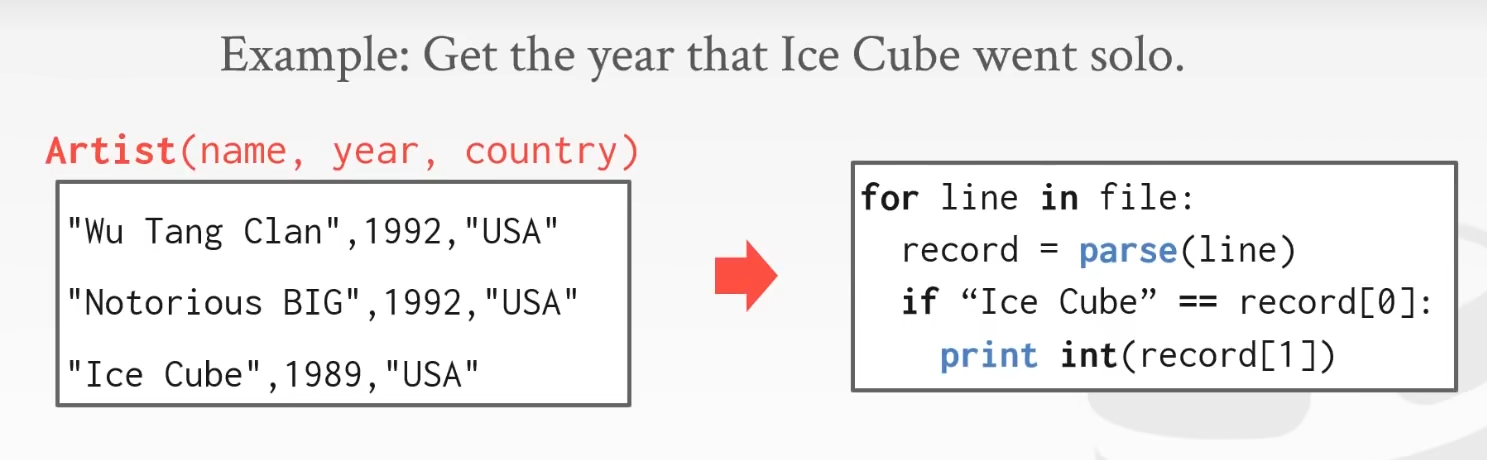 Example: Get the year that Ice Cube went solo.
Artist(name, year, country)
"Wu Tang Clan",1992,"USA"
"Notorious BIG",1992,"USA"
"Ice Cube",1989,"USA"
for line in file:
record = parse(line)
if “Ice Cube” == record[0]:
print int(record[1])